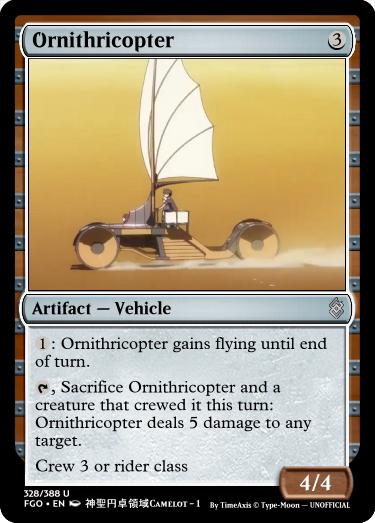 Ornithricopter 3
Artifact — Vehicle
1 : Ornithricopter gains flying until end
of turn.
, Sacrifice Ornithricopter and a
creature that crewed it this turn:
Ornithricopter deals 5 damage to any
target.
Crew 3 or rider class
4/4
328/388 U
FGO • EN 神聖円卓領域CAMELOT - 1
By TimeAxis © Type-Moon — UNOFFICIAL